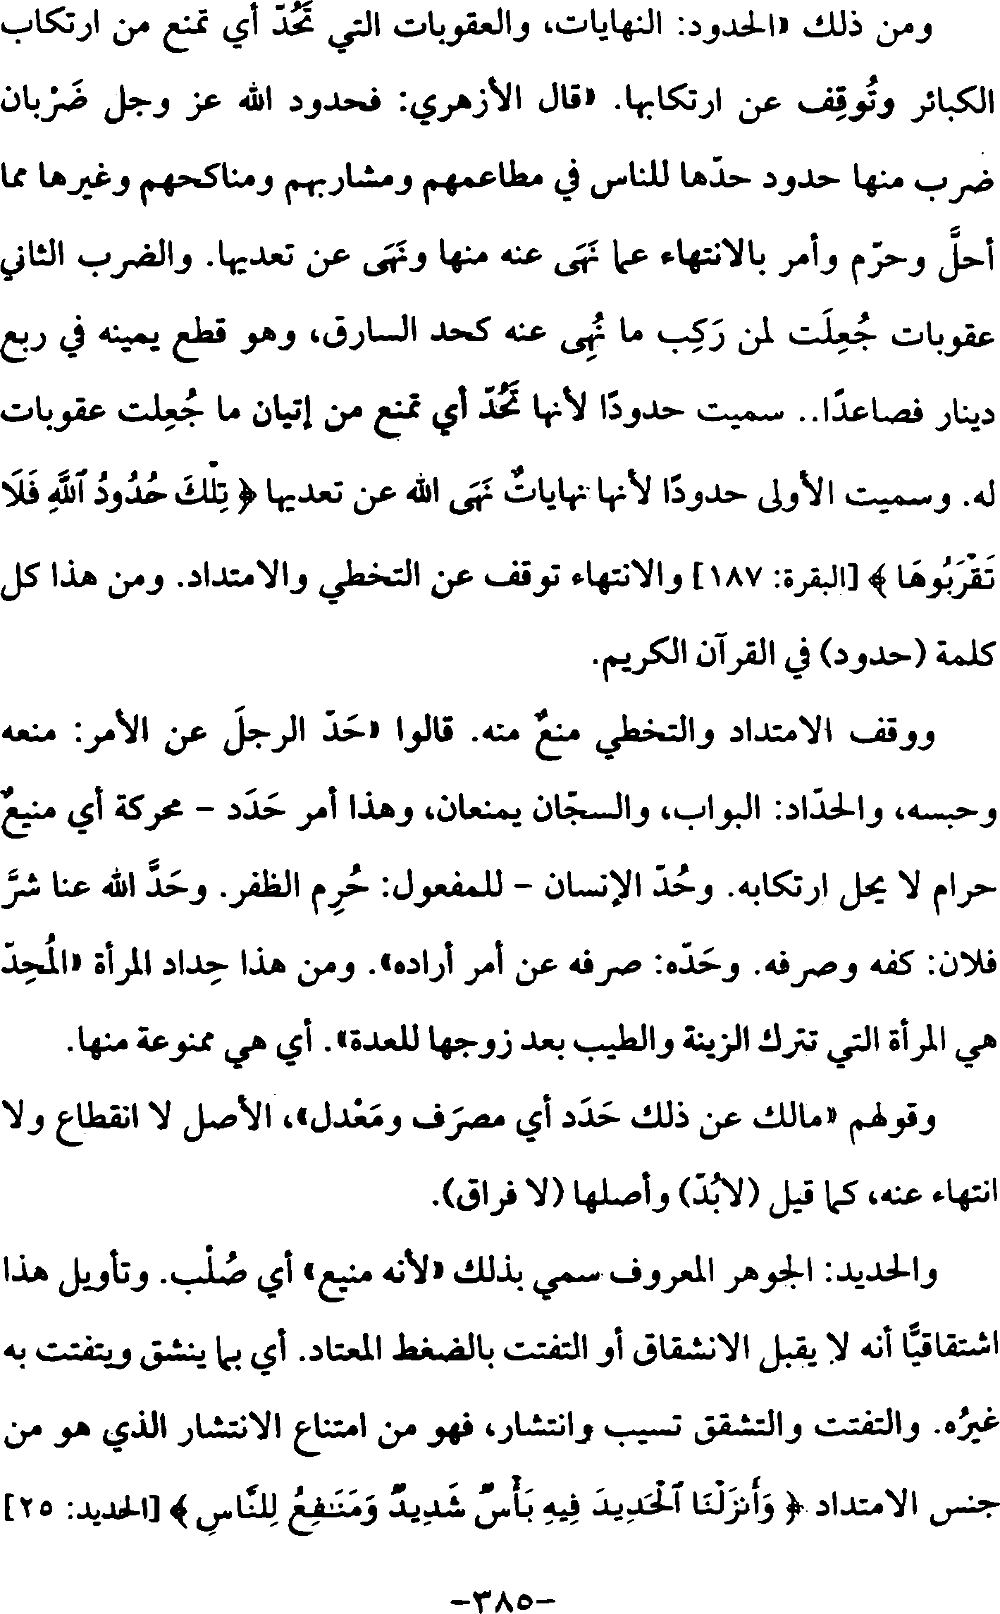 ومن ذلك «الحدود: النهايات، والعقوبات التي تَحُدّ أي تمنع من ارتكاب
الكبائر وتُوقِف عن ارتكابها. «قال الأزهري: فحدود الله عز وجل ضَرْبان
ضرب منها حدود حدّها للناس في مطاعمهم ومشاربهم ومناكحهم وغيرها مما
أحلَّ وحرّم وأمر بالانتهاء عما نَهَى عنه منها ونَهَى عن تعديها. والضرب الثاني
عقوبات جُعِلَت لمن رَكِب ما نُهِى عنه كحد السارق، وهو قطع يمينه في ربع
دينار فصاعدًا.. سميت حدودًا لأنها تَحُدّ أي تمنع من إتيان ما جُعِلت عقوبات
له. وسميت الأولى حدودًا لأنها نهاياتٌ نَهَى الله عن تعديها ﴿ تِلْكَ حُدُودُ ٱللَّهِ فَلَا
تَقْرَبُوهَا ﴾ [البقرة: ١٨٧] والانتهاء توقف عن التخطي والامتداد. ومن هذا كل
كلمة (حدود) في القرآن الكريم.
ووقف الامتداد والتخطي منعٌ منه. قالوا «حَدّ الرجلَ عن الأمر: منعه
وحبسه، والحدّاد: البواب، والسجّان يمنعان، وهذا أمر حَدَد – محركة أي منيعٌ
حرام لا يحل ارتكابه. وحُدّ الإنسان – للمفعول: حُرِم الظفر. وحَدَّ الله عنا شرَّ
فلان: كفه وصرفه. وحَدّه: صرفه عن أمر أراده». ومن هذا حِداد المرأة «المُحِدّ
هي المرأة التي تترك الزينة والطيب بعد زوجها للعدة». أي هي ممنوعة منها.
وقولهم «مالك عن ذلك حَدَد أي مصرَف ومَعْدل»، الأصل لا انقطاع ولا
انتهاء عنه، كما قيل (لابُدّ) وأصلها (لا فراق).
والحديد: الجوهر المعروف سمي بذلك «لأنه منيع» أي صُلْب. وتأويل هذا
اشتقاقيًّا أنه لا يقبل الانشقاق أو التفتت بالضغط المعتاد. أي بما ينشق ويتفتت به
غيرُه. والتفتت والتشقق تسيب وانتشار، فهو من امتناع الانتشار الذي هو من
جنس الامتداد ﴿ وَأَنزَلْنَا ٱلْحَدِيدَ فِيهِ بَأْسٌ شَدِيدٌ وَمَنَـٰفِعُ لِلنَّاسِ ﴾ [الحديد: ٢٥]
-٣٨٥-